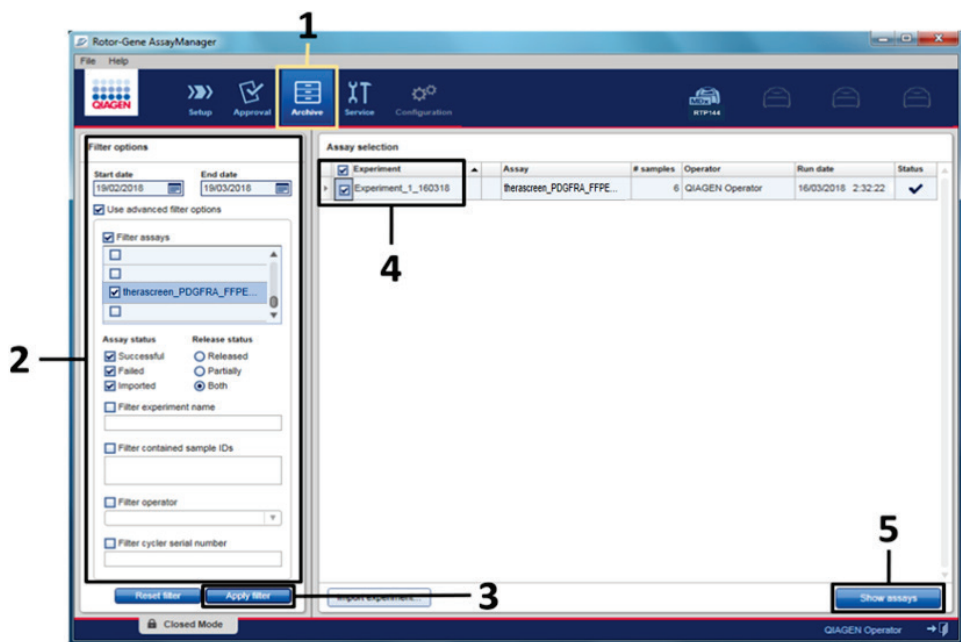 1
Rotor-Gene AssayManager
File Help
QIAGEN
Setup Approval Archive Service Configuration
MDx
RTP144
Filter options
Start date End date
19/02/2018 19/03/2018
Use advanced filter options
Filter assays
therascreen_PDGFRA_FFPE...
Assay status Release status
Successful Released
Failed Partially
Imported Both
Filter experiment name
Filter contained sample IDs
Filter operator
Filter cycler serial number
Reset filter Apply filter
2
3
Assay selection
Experiment Assay # samples Operator Run date Status
Experiment_1_160318 therascreen_PDGFRA_FFPE... 6 QIAGEN Operator 16/03/2018 2:32:22
4
5
Import experiment... Show assays
Closed Mode QIAGEN Operator